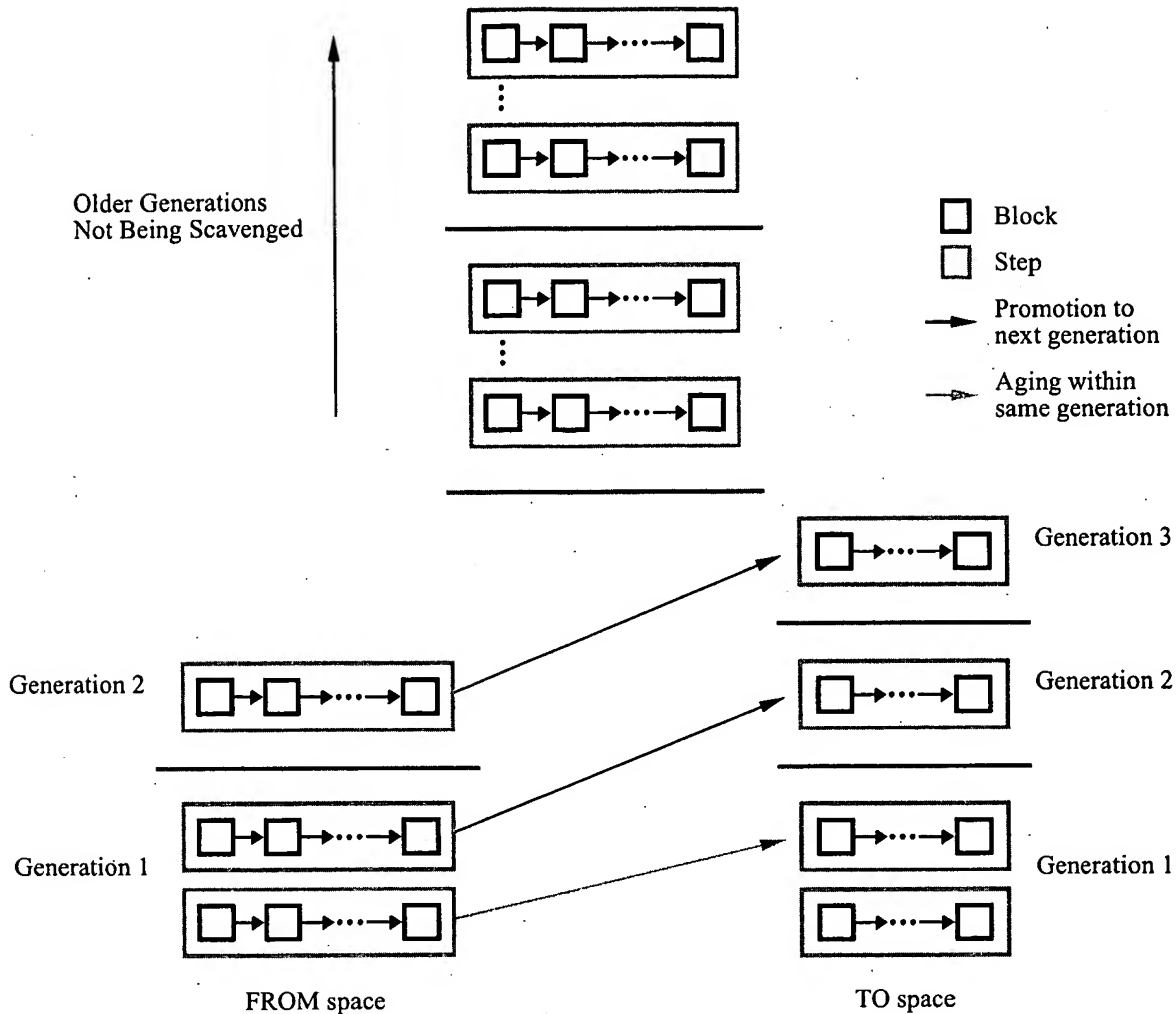 Older Generations
Not Being Scavenged
Block
Step
Promotion to
next generation
Aging within
same generation
Generation 3
Generation 2
Generation 2
Generation 1
Generation 1
FROM space
TO space